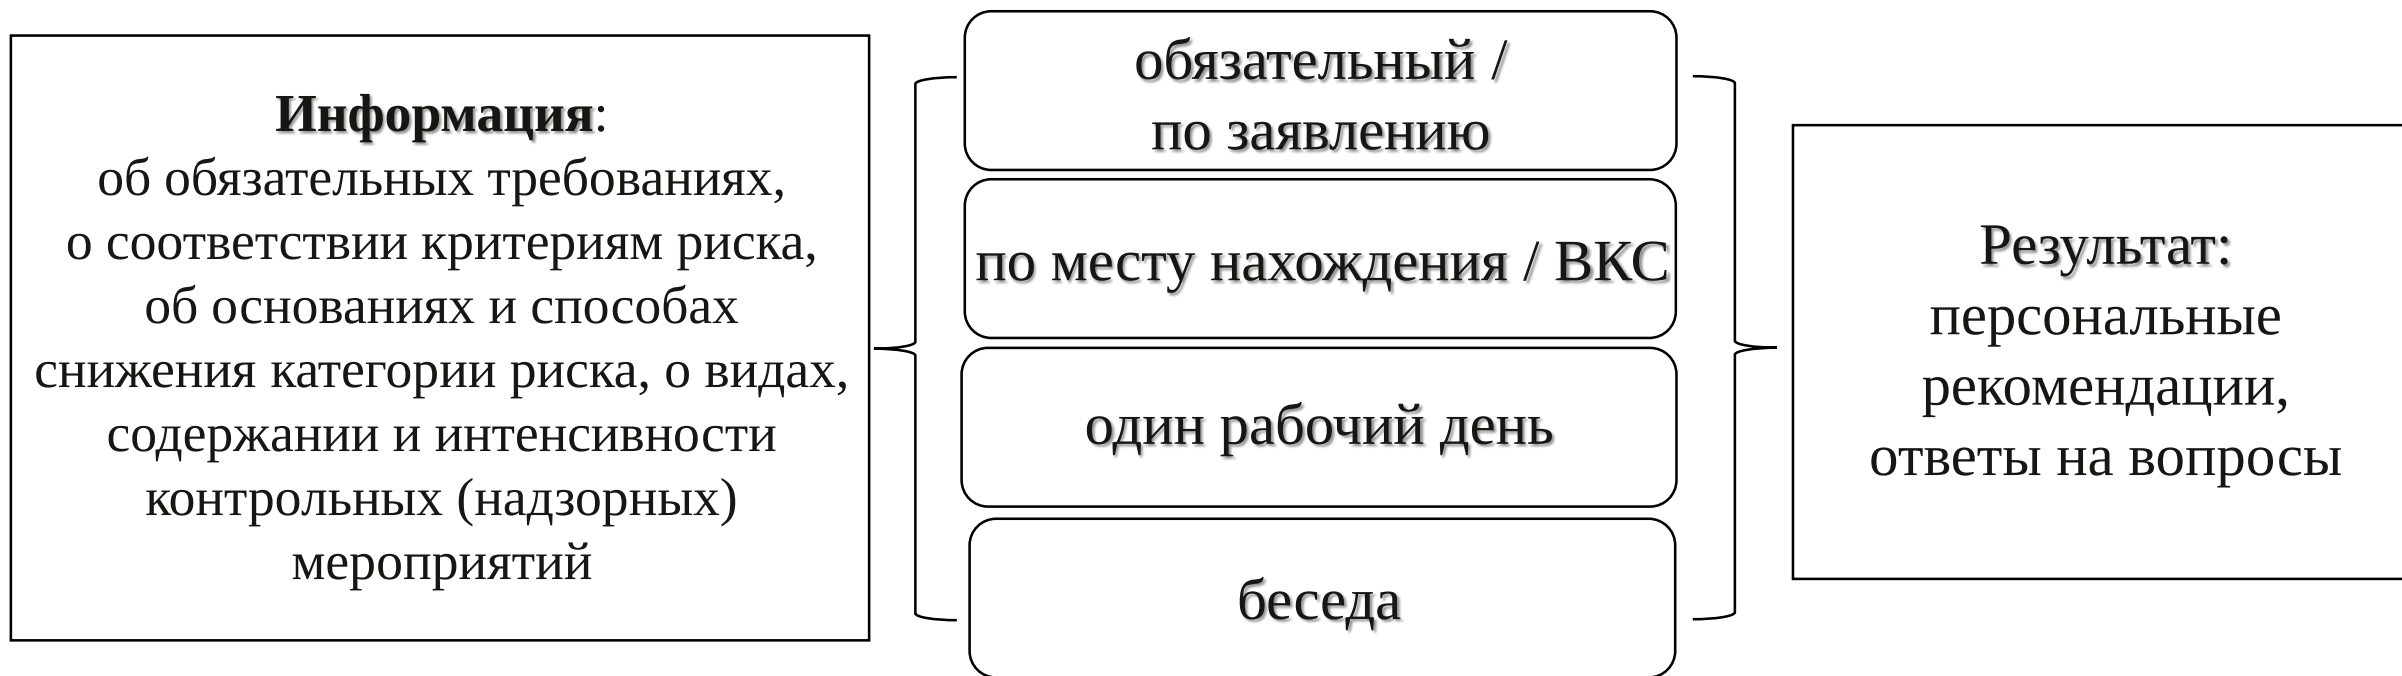 Информация:
об обязательных требованиях,
о соответствии критериям риска,
об основаниях и способах
снижения категории риска, о видах,
содержании и интенсивности
контрольных (надзорных)
мероприятий
обязательный /
по заявлению
по месту нахождения / ВКС
один рабочий день
беседа
Результат:
персональные
рекомендации,
ответы на вопросы